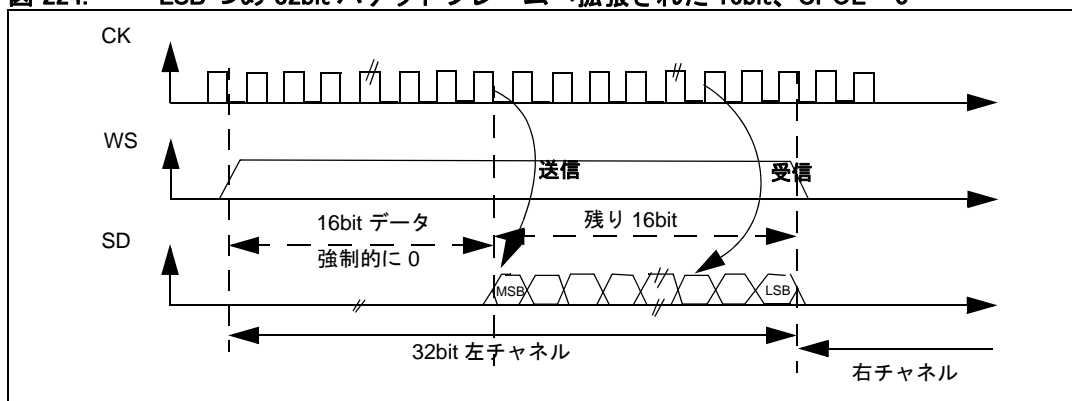 CK
WS
送信
受信
16bit データ
残り 16bit
SD
強制的に 0
MSB
LSB
32bit 左チャネル
右チャネル